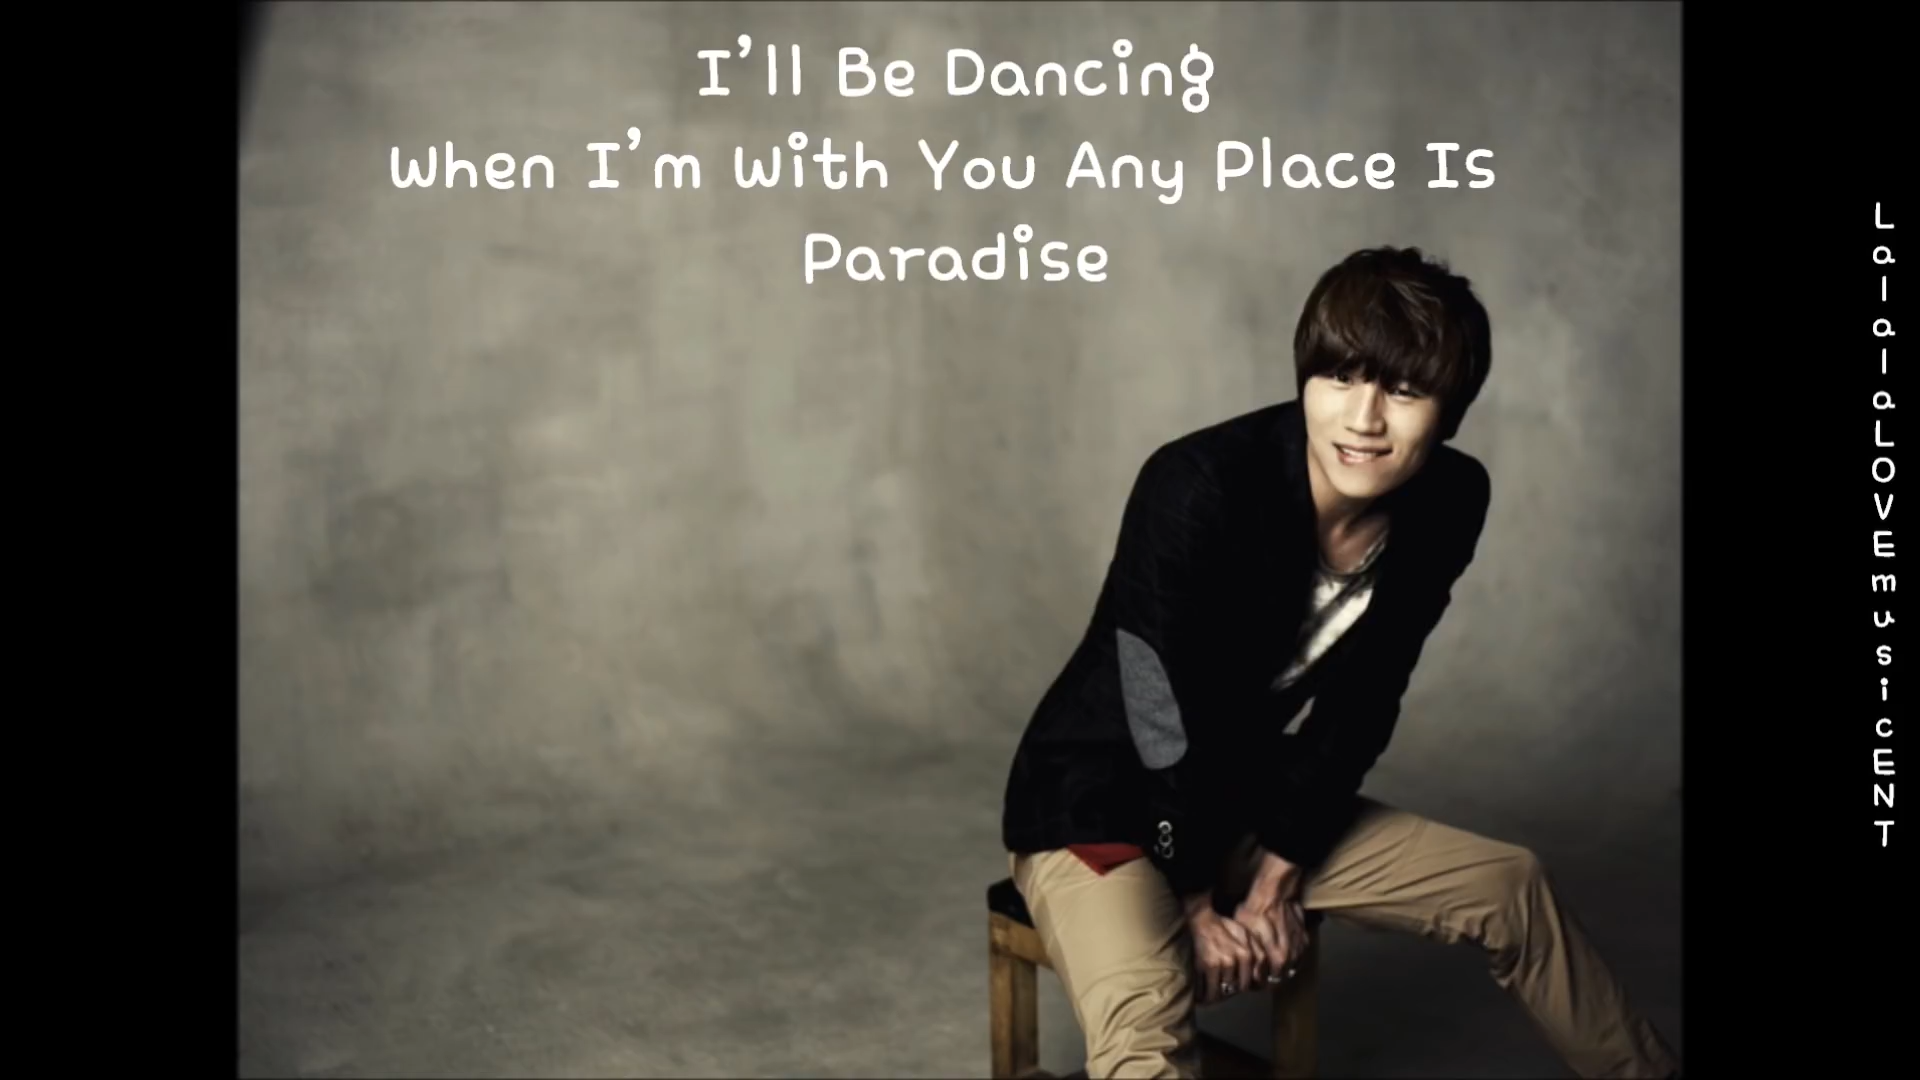 I'll Be Dancing
When I'm With You Any Place Is
Paradise
LalalaLOVEmusicENT